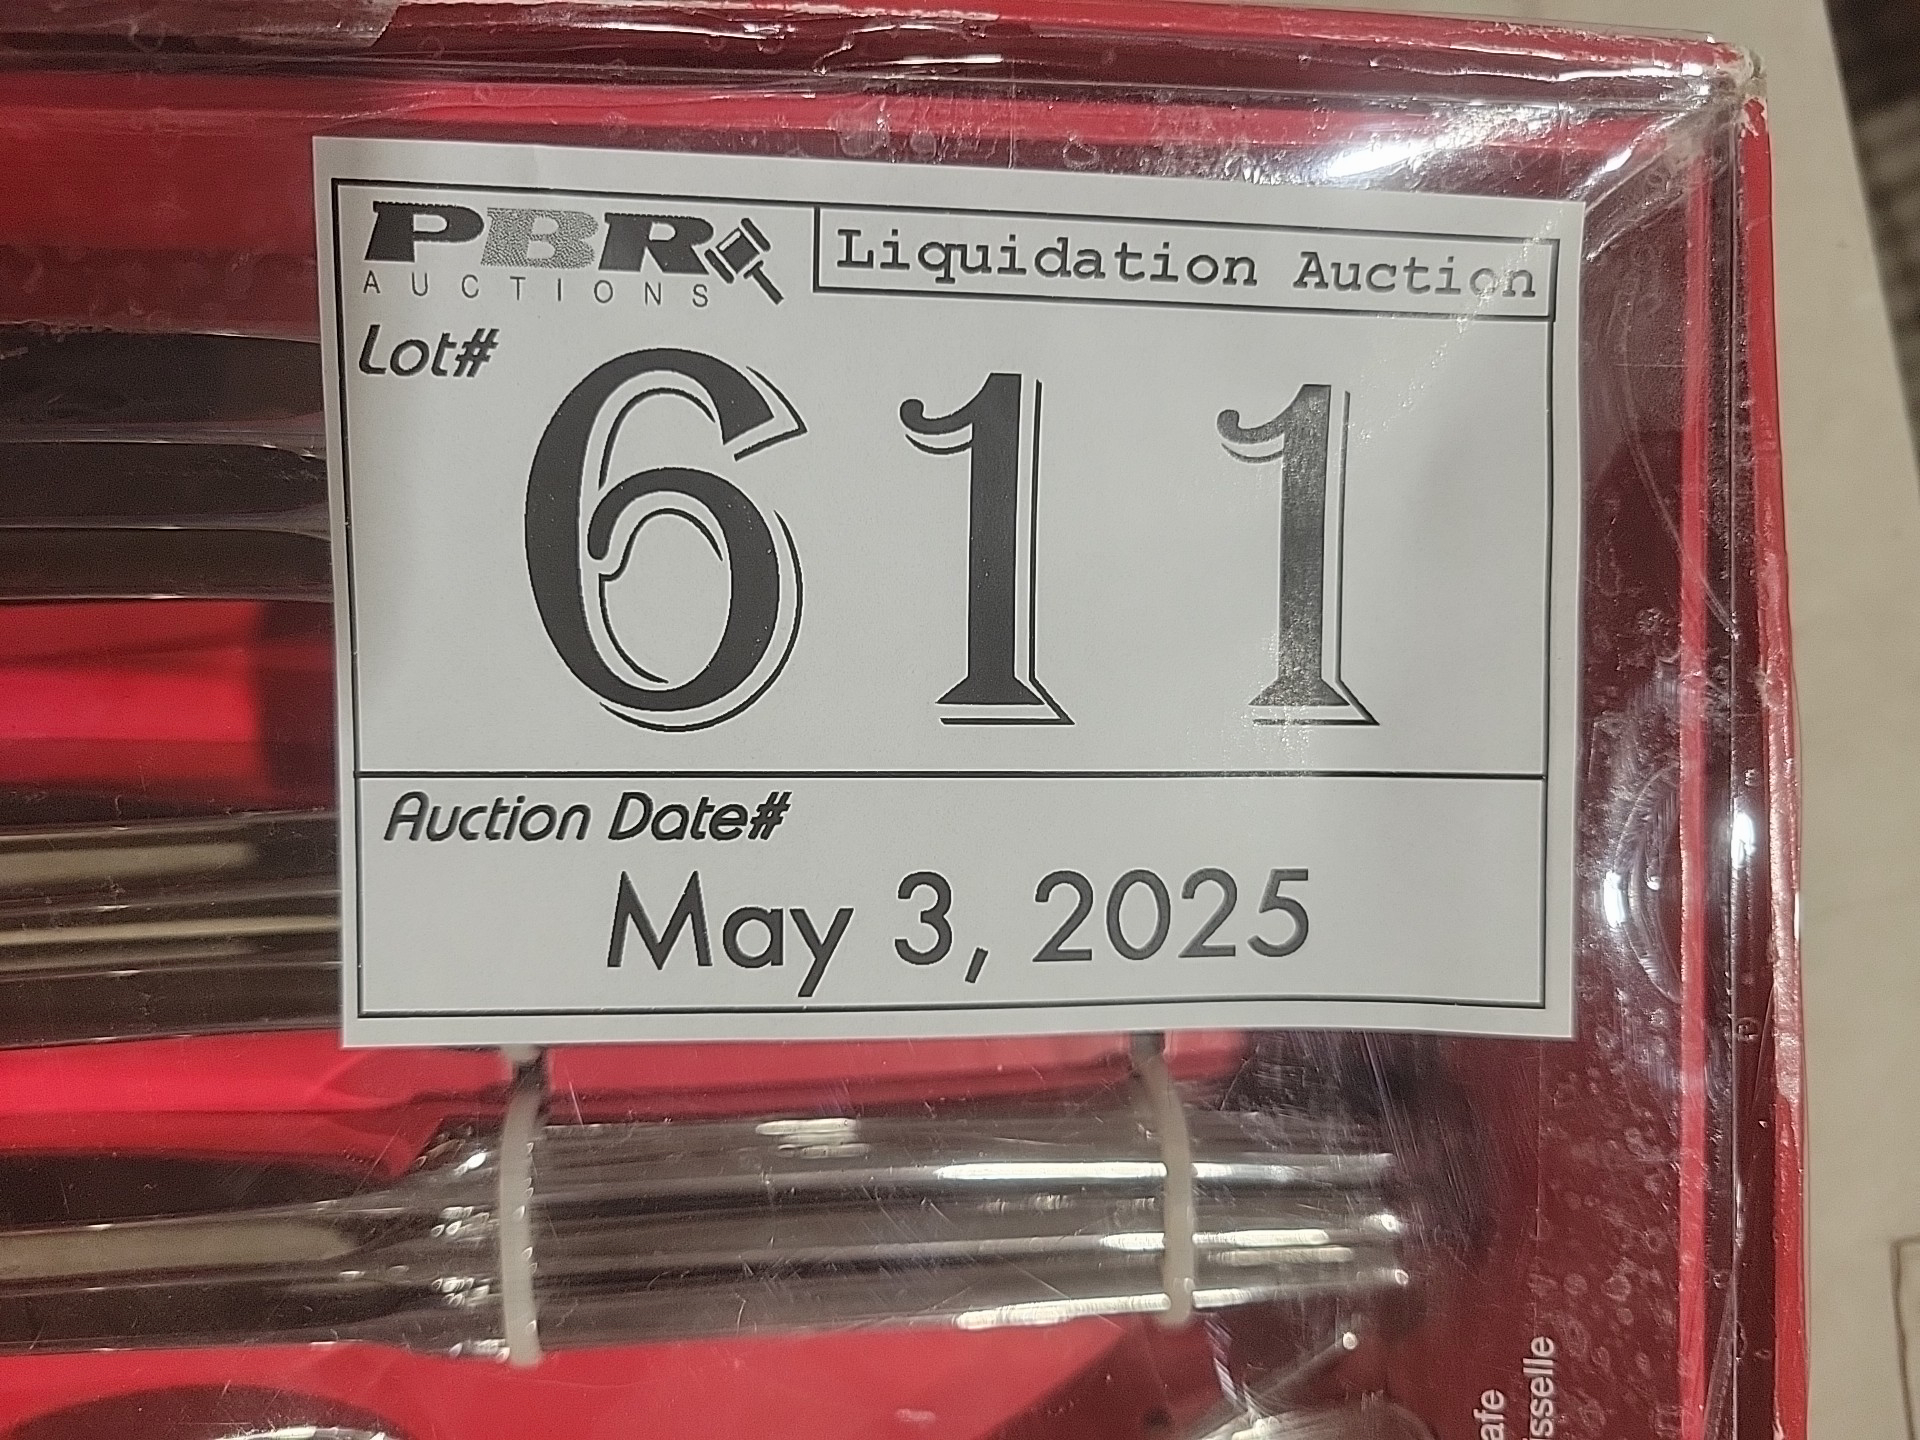 PBR
AUCTIONS
Liquidation Auction
Lot#
611
Auction Date#
May 3, 2025